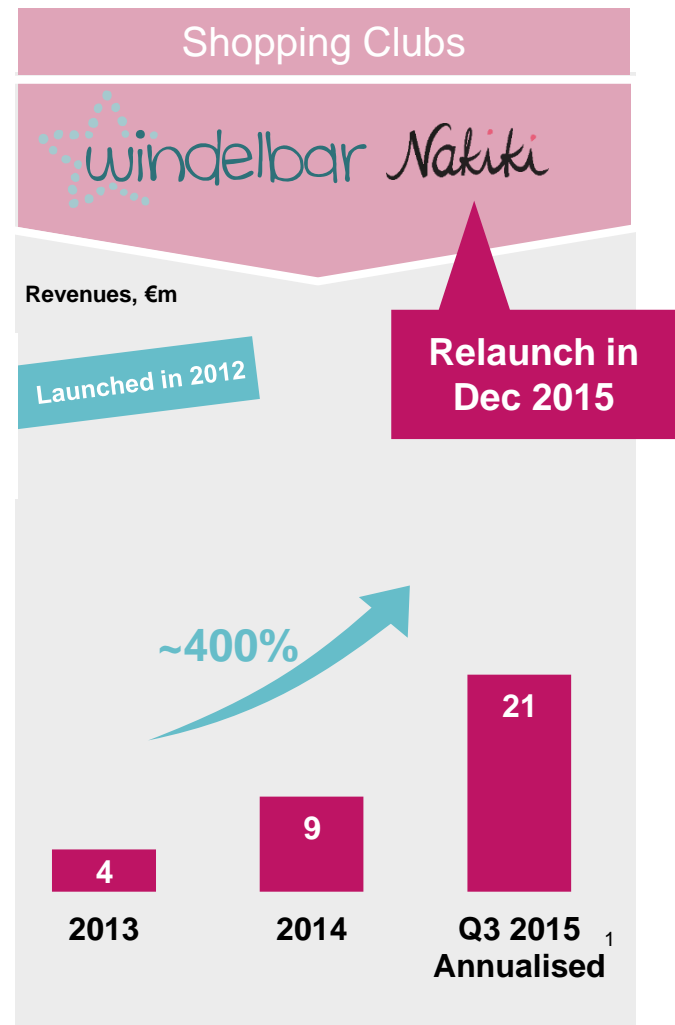 Shopping Clubs
windelbar Nakiki
Revenues, €m
Launched in 2012
Relaunch in
Dec 2015
~400%
21
9
4
2013 2014 Q3 2015 1
Annualised